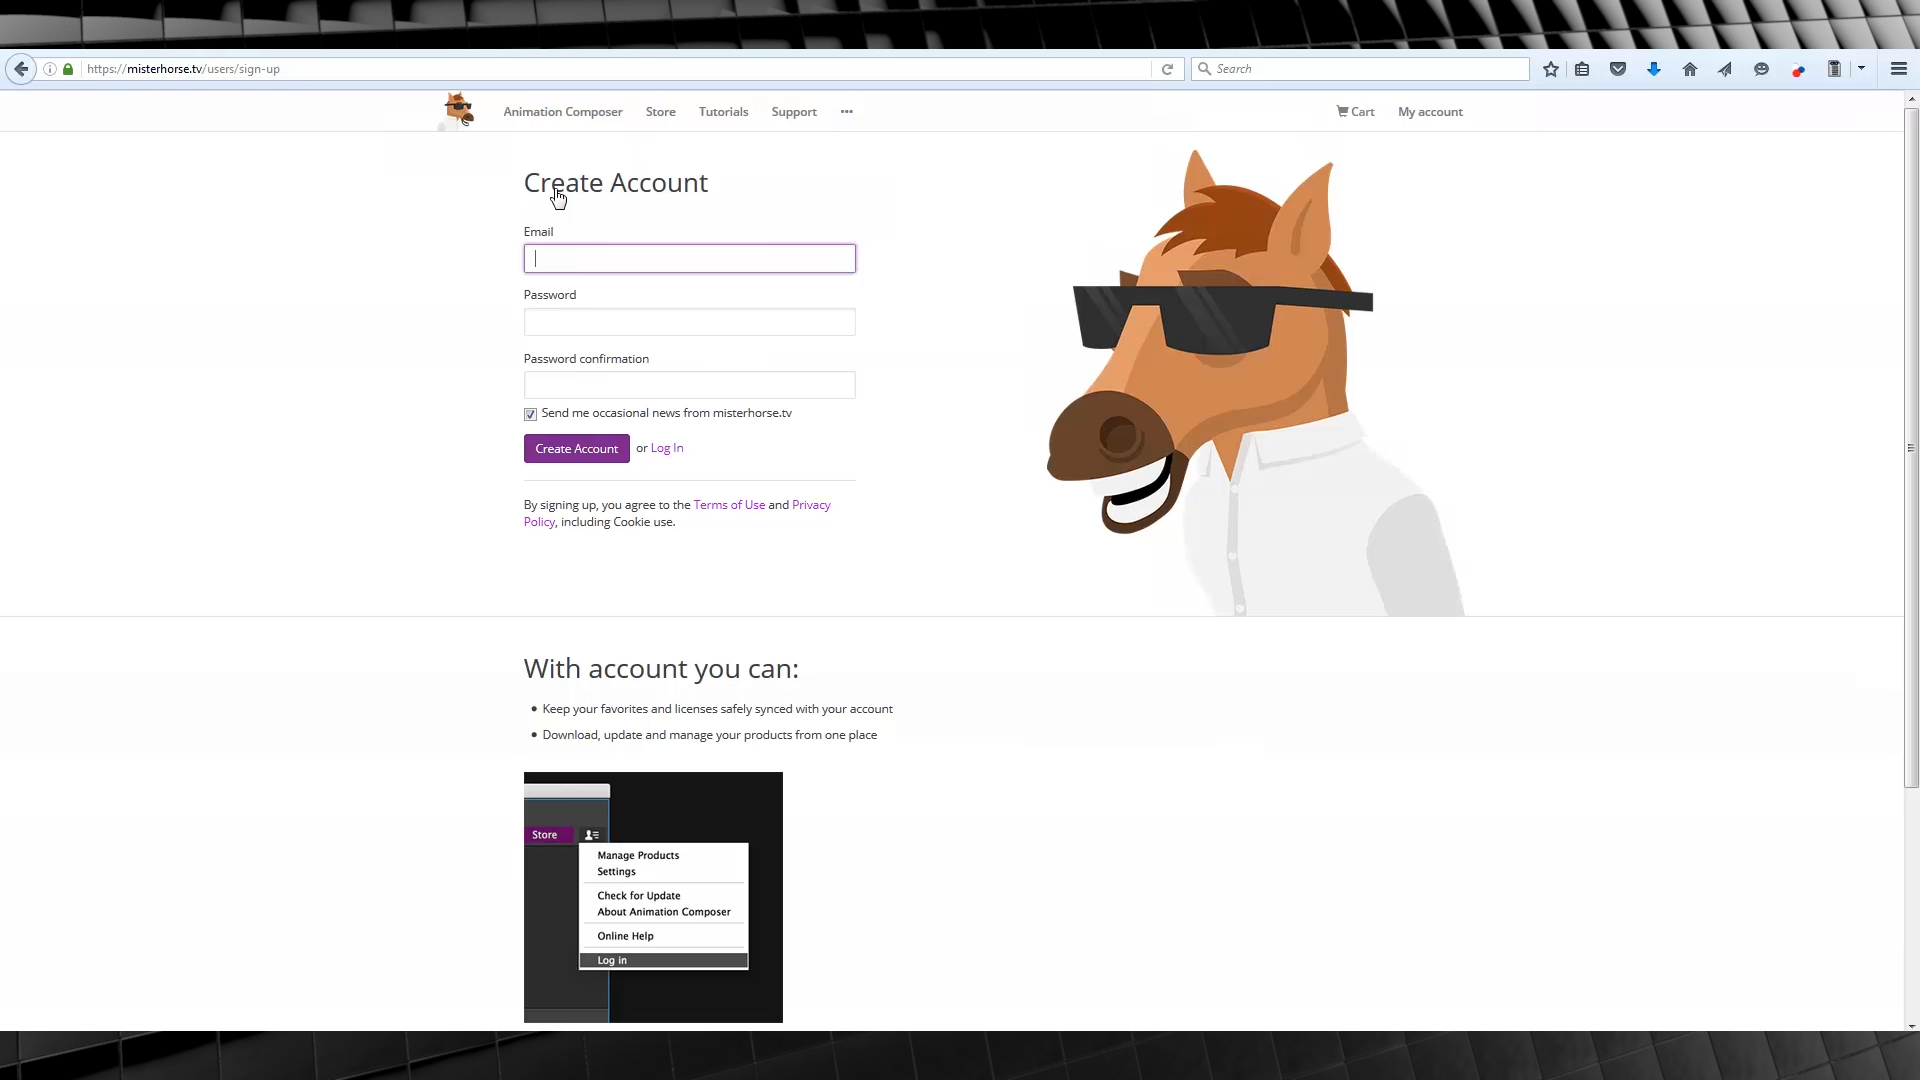 https://misterhorse.tv/users/sign-up
Search
Animation Composer
Store
Tutorials
Support
Cart
My account
Create Account
Email
Password
Password confirmation
Send me occasional news from misterhorse.tv
Create Account or Log In
By signing up, you agree to the Terms of Use and Privacy
Policy, including Cookie use.
With account you can:
• Keep your favorites and licenses safely synced with your account
• Download, update and manage your products from one place
Store
Manage Products
Settings
Check for Update
About Animation Composer
Online Help
Log in